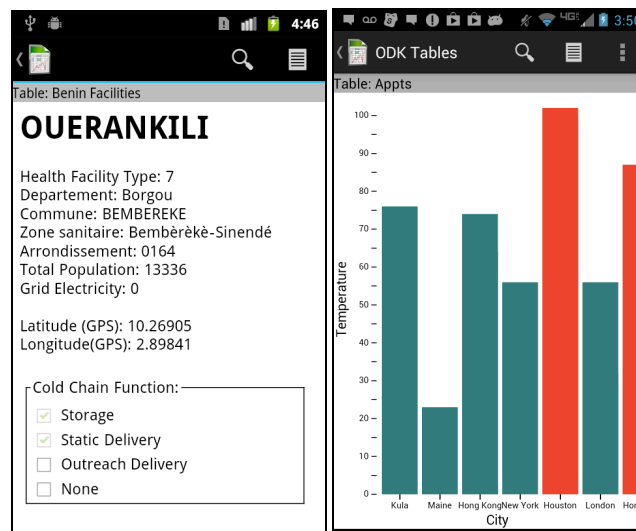 4:46
Table: Benin Facilities
OUERANKILI
Health Facility Type: 7
Departement: Borgou
Commune: BEMBEREKE
Zone sanitaire: Bembèrèkè-Sinendé
Arrondissement: 0164
Total Population: 13336
Grid Electricity: 0
Latitude (GPS): 10.26905
Longitude(GPS): 2.89841
Cold Chain Function:
Storage
Static Delivery
Outreach Delivery
None
4G 3:50
ODK Tables
Table: Appts
100
90
80
70
60
50
40
30
20
10
0
Temperature
Kula Maine Hong Kong New York Houston London
City